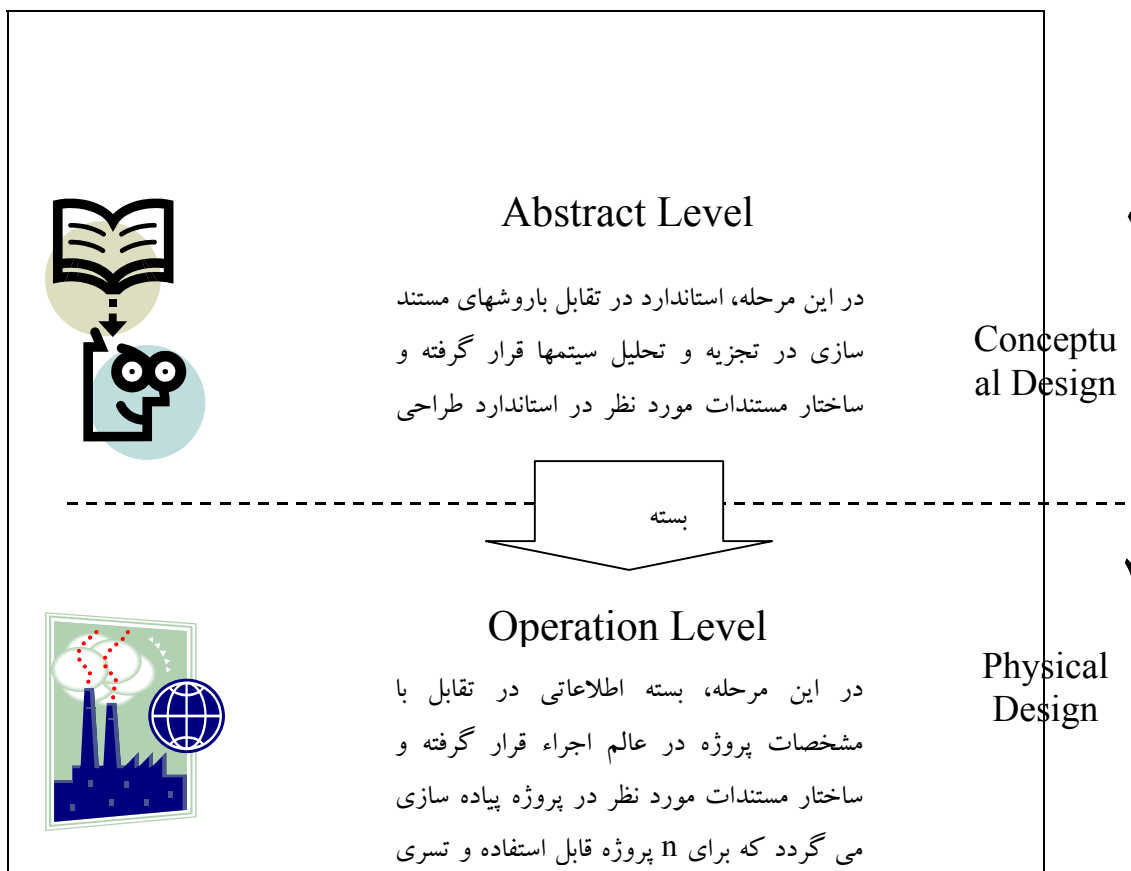 Abstract Level
در این مرحله، استاندارد در تقابل باروشهای مستند
سازی در تجزیه و تحلیل سیتمها قرار گرفته و
ساختار مستندات مورد نظر در استاندارد طراحی
Conceptu
al Design
بسته
Operation Level
در این مرحله، بسته اطلاعاتی در تقابل با
مشخصات پروژه در عالم اجراء قرار گرفته و
ساختار مستندات مورد نظر در پروژه پیاده سازی
می گردد که برای n پروژه قابل استفاده و تسری
Physical
Design